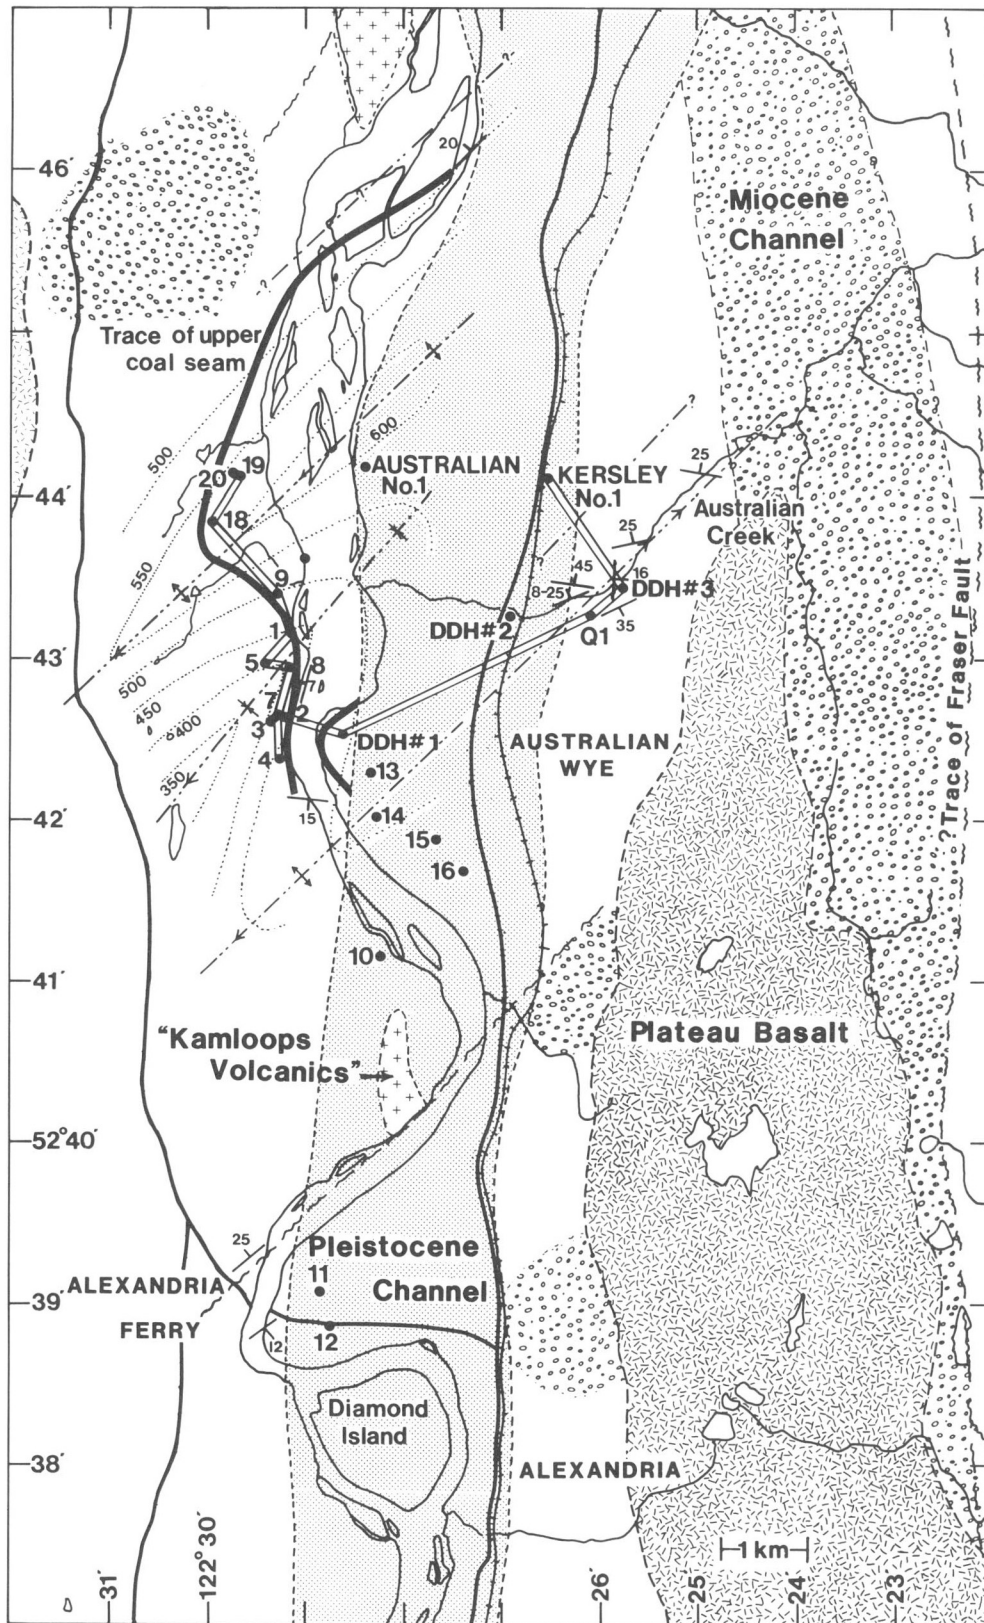 20
46′
Miocene
Channel
Trace of upper
coal seam
?
?
600
500
?
20
19
AUSTRALIAN
No.1
KERSLEY
No.1
25
44′
18
Australian
Creek
25
550
9
45
16
8-25
DDH#3
DDH#2
35
Q1
1
43′
5
8
500
450
400
7
2
3
DDH#1
4
AUSTRALIAN
WYE
13
350
15
14
42′
15
16
?Trace of Fraser Fault
10
41′
"Kamloops
Volcanics"
Plateau Basalt
52°40′
25
Pleistocene
Channel
11
ALEXANDRIA
FERRY
39′
12
12
Diamond
Island
38′
ALEXANDRIA
1 km
31′
122°30′
26′
25
24
23